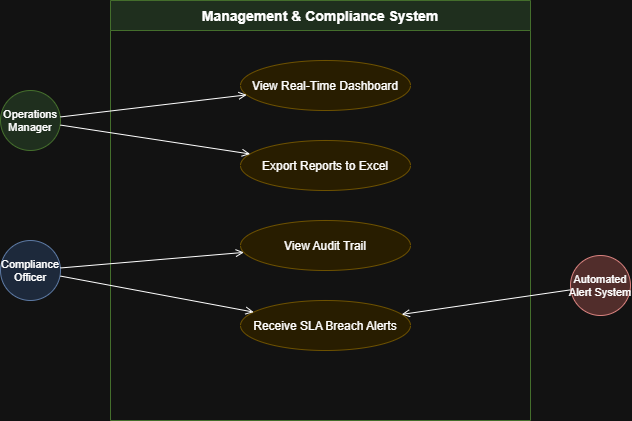 Management & Compliance System
View Real-Time Dashboard
Operations
Manager
Export Reports to Excel
View Audit Trail
Compliance
Officer
Automated
Alert System
Receive SLA Breach Alerts